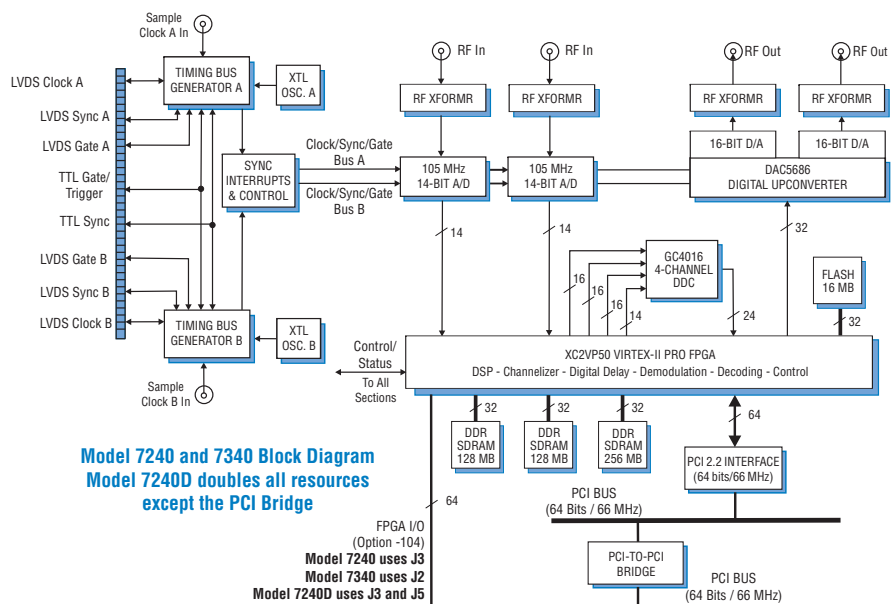 Sample
Clock A In
RF In
RF In
RF Out
RF Out
LVDS Clock A
TIMING BUS
GENERATOR A
XTL
OSC. A
RF XFORMR
RF XFORMR
RF XFORMR
RF XFORMR
LVDS Sync A
LVDS Gate A
16-BIT D/A
16-BIT D/A
TTL Gate/
Trigger
SYNC
INTERRUPTS
& CONTROL
Clock/Sync/Gate
Bus A
Clock/Sync/Gate
Bus B
105 MHz
14-BIT A/D
105 MHz
14-BIT A/D
DAC5686
DIGITAL UPCONVERTER
TTL Sync
14
14
32
LVDS Gate B
GC4016
4-CHANNEL
DDC
FLASH
16 MB
16
16
16
14
24
32
LVDS Sync B
LVDS Clock B
TIMING BUS
GENERATOR B
XTL
OSC. B
Sample
Clock B In
Control/
Status
To All
Sections
XC2VP50 VIRTEX-II PRO FPGA
DSP - Channelizer - Digital Delay - Demodulation - Decoding - Control
32
32
32
64
DDR
SDRAM
128 MB
DDR
SDRAM
128 MB
DDR
SDRAM
256 MB
PCI 2.2 INTERFACE
(64 bits/66 MHz)
Model 7240 and 7340 Block Diagram
Model 7240D doubles all resources
except the PCI Bridge
64
PCI BUS
(64 Bits / 66 MHz)
FPGA I/O
(Option -104)
Model 7240 uses J3
Model 7340 uses J2
Model 7240D uses J3 and J5
PCI-TO-PCI
BRIDGE
PCI BUS
(64 Bits / 66 MHz)